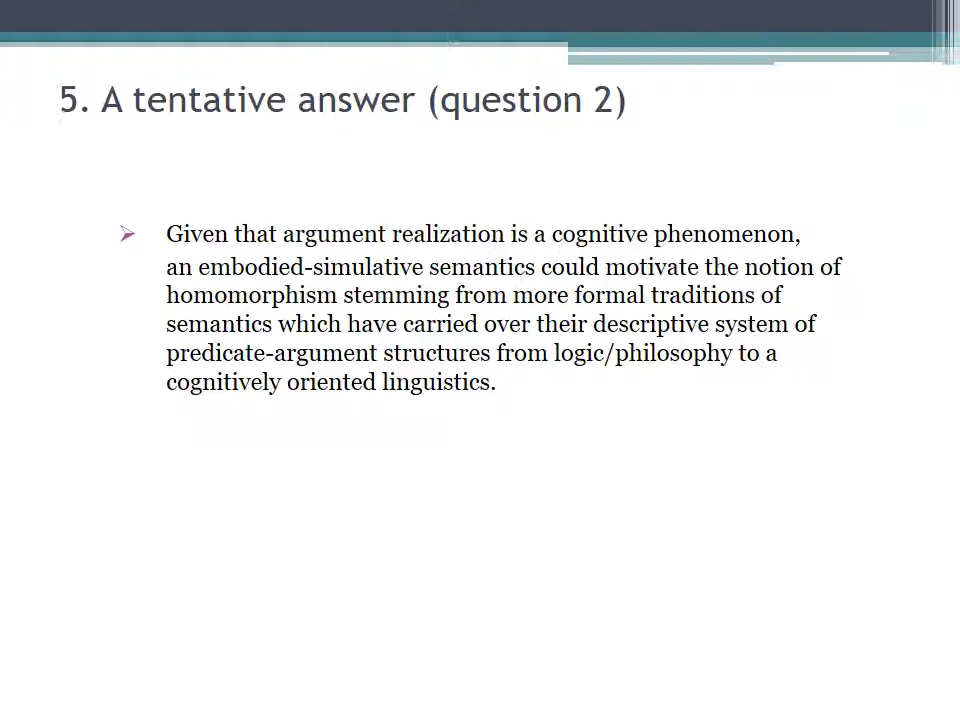 5. A tentative answer (question 2)
Given that argument realization is a cognitive phenomenon,
an embodied-simulative semantics could motivate the notion of
homomorphism stemming from more formal traditions of
semantics which have carried over their descriptive system of
predicate-argument structures from logic/philosophy to a
cognitively oriented linguistics.